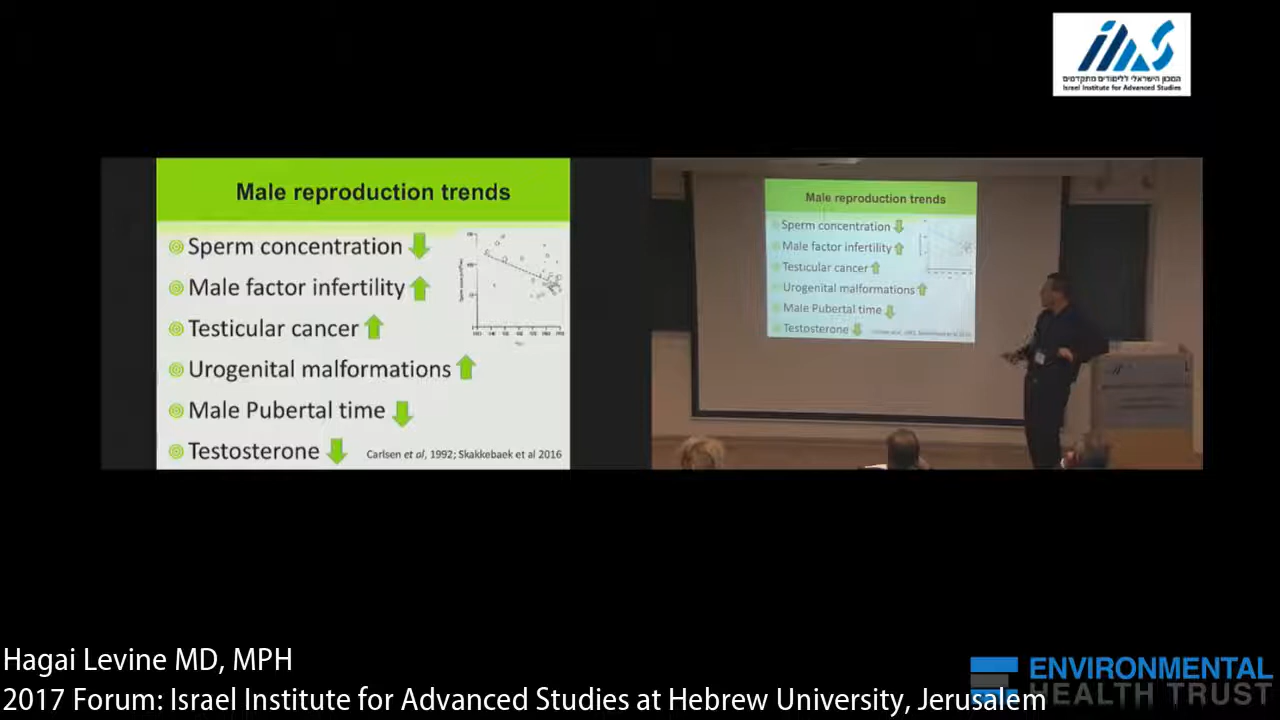 המכון הישראלי ללימודים מתקדמים
Israel Institute for Advanced Studies
Male reproduction trends
Sperm concentration
Male factor infertility
Testicular cancer
Urogenital malformations
Male Pubertal time
Testosterone
Carlsen et al, 1992; Skakkebaek et al 2016
Male reproduction trends
Sperm concentration
Male factor infertility
Testicular cancer
Urogenital malformations
Male Pubertal time
Testosterone
Hagai Levine MD, MPH
2017 Forum: Israel Institute for Advanced Studies at Hebrew University, Jerusalem
ENVIRONMENTAL
HEALTH TRUST